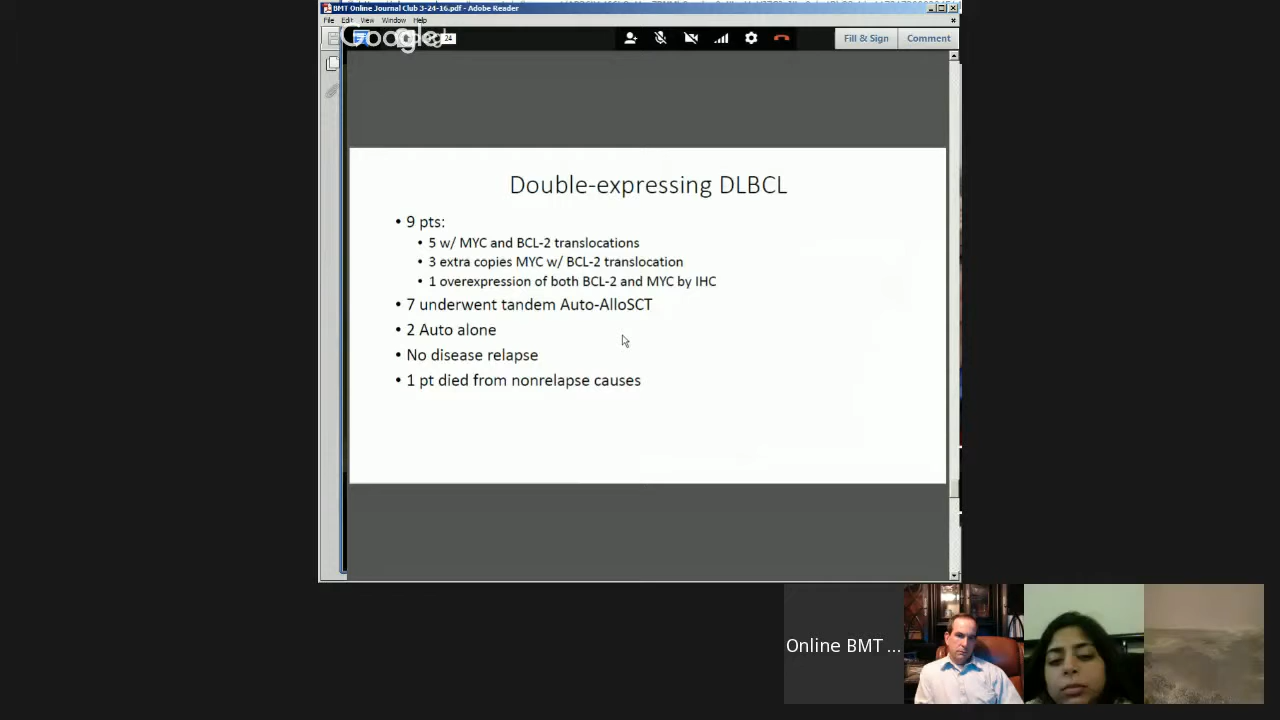 BMT Online Journal Club 3-24-16.pdf - Adobe Reader
File Edit View Window Help
Google
24
Fill & Sign
Comment
Double-expressing DLBCL
• 9 pts:
• 5 w/ MYC and BCL-2 translocations
• 3 extra copies MYC w/ BCL-2 translocation
• 1 overexpression of both BCL-2 and MYC by IHC
• 7 underwent tandem Auto-AlloSCT
• 2 Auto alone
• No disease relapse
• 1 pt died from nonrelapse causes
Online BMT ...